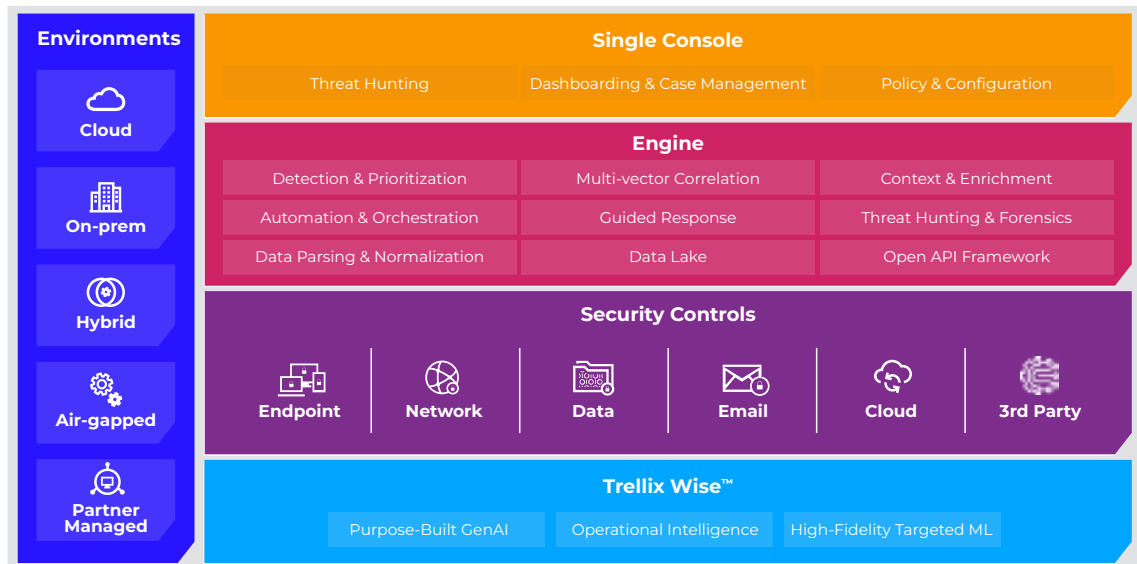 Environments
Cloud
On-prem
Hybrid
Air-gapped
Partner
Managed
Single Console
Threat Hunting
Dashboarding & Case Management
Policy & Configuration
Engine
Detection & Prioritization
Multi-vector Correlation
Context & Enrichment
Automation & Orchestration
Guided Response
Threat Hunting & Forensics
Data Parsing & Normalization
Data Lake
Open API Framework
Security Controls
Endpoint
Network
Data
Email
Cloud
3rd Party
Trellix Wise™
Purpose-Built GenAI
Operational Intelligence
High-Fidelity Targeted ML